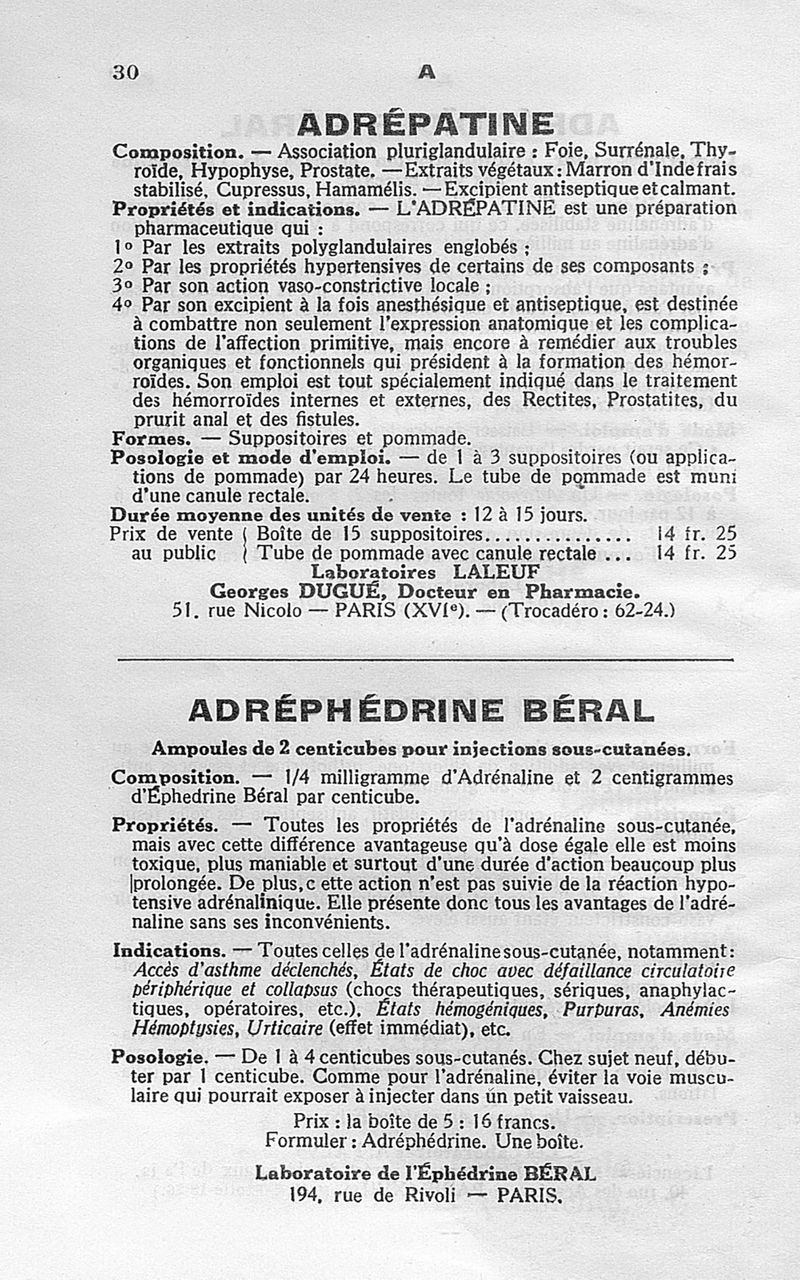 30 A
ADRÉPATINE
Composition. — Association pluriglandulaire : Foie, Surrénale, Thy-
roïde, Hypophyse, Prostate. — Extraits végétaux : Marron d'Inde frais
stabilisé, Cupressus, Hamamélis. — Excipient antiseptique et calmant.
Propriétés et indications. — L'ADRÉPATINE est une préparation
pharmaceutique qui :
1º Par les extraits polyglandulaires englobés ;
2º Par les propriétés hypertensives de certains de ses composants ;
3º Par son action vaso-constrictive locale ;
4º Par son excipient à la fois anesthésique et antiseptique, est destinée
à combattre non seulement l'expression anatomique et les complica-
tions de l'affection primitive, mais encore à remédier aux troubles
organiques et fonctionnels qui président à la formation des hémor-
roïdes. Son emploi est tout spécialement indiqué dans le traitement
des hémorroïdes internes et externes, des Rectites, Prostatites, du
prurit anal et des fistules.
Formes. — Suppositoires et pommade.
Posologie et mode d'emploi. — de 1 à 3 suppositoires (ou applica-
tions de pommade) par 24 heures. Le tube de pommade est muni
d'une canule rectale.
Durée moyenne des unités de vente : 12 à 15 jours.
Prix de vente ( Boîte de 15 suppositoires................ 14 fr. 25
au public ( Tube de pommade avec canule rectale ... 14 fr. 25
Laboratoires LALEUF
Georges DUGUÉ, Docteur en Pharmacie.
51, rue Nicolo — PARIS (XVIe). — (Trocadéro : 62-24.)
ADRÉPHÉDRINE BÉRAL
Ampoules de 2 centicubes pour injections sous-cutanées.
Composition. — 1/4 milligramme d'Adrénaline et 2 centigrammes
d'Éphedrine Béral par centicube.
Propriétés. — Toutes les propriétés de l'adrénaline sous-cutanée,
mais avec cette différence avantageuse qu'à dose égale elle est moins
toxique, plus maniable et surtout d'une durée d'action beaucoup plus
|prolongée. De plus,c ette action n'est pas suivie de la réaction hypo-
tensive adrénalinique. Elle présente donc tous les avantages de l'adré-
naline sans ses inconvénients.
Indications. — Toutes celles de l'adrénaline sous-cutanée, notamment :
Accès d'asthme déclenchés, États de choc avec défaillance circulatoire
périphérique et collapsus (chocs thérapeutiques, sériques, anaphylac-
tiques, opératoires, etc.), États hémogéniques, Purpuras, Anémies
Hémoptysies, Urticaire (effet immédiat), etc.
Posologie. — De 1 à 4 centicubes sous-cutanés. Chez sujet neuf, débu-
ter par 1 centicube. Comme pour l'adrénaline, éviter la voie muscu-
laire qui pourrait exposer à injecter dans un petit vaisseau.
Prix : la boîte de 5 : 16 francs.
Formuler : Adréphédrine. Une boîte.
Laboratoire de l'Éphédrine BÉRAL
194, rue de Rivoli — PARIS.